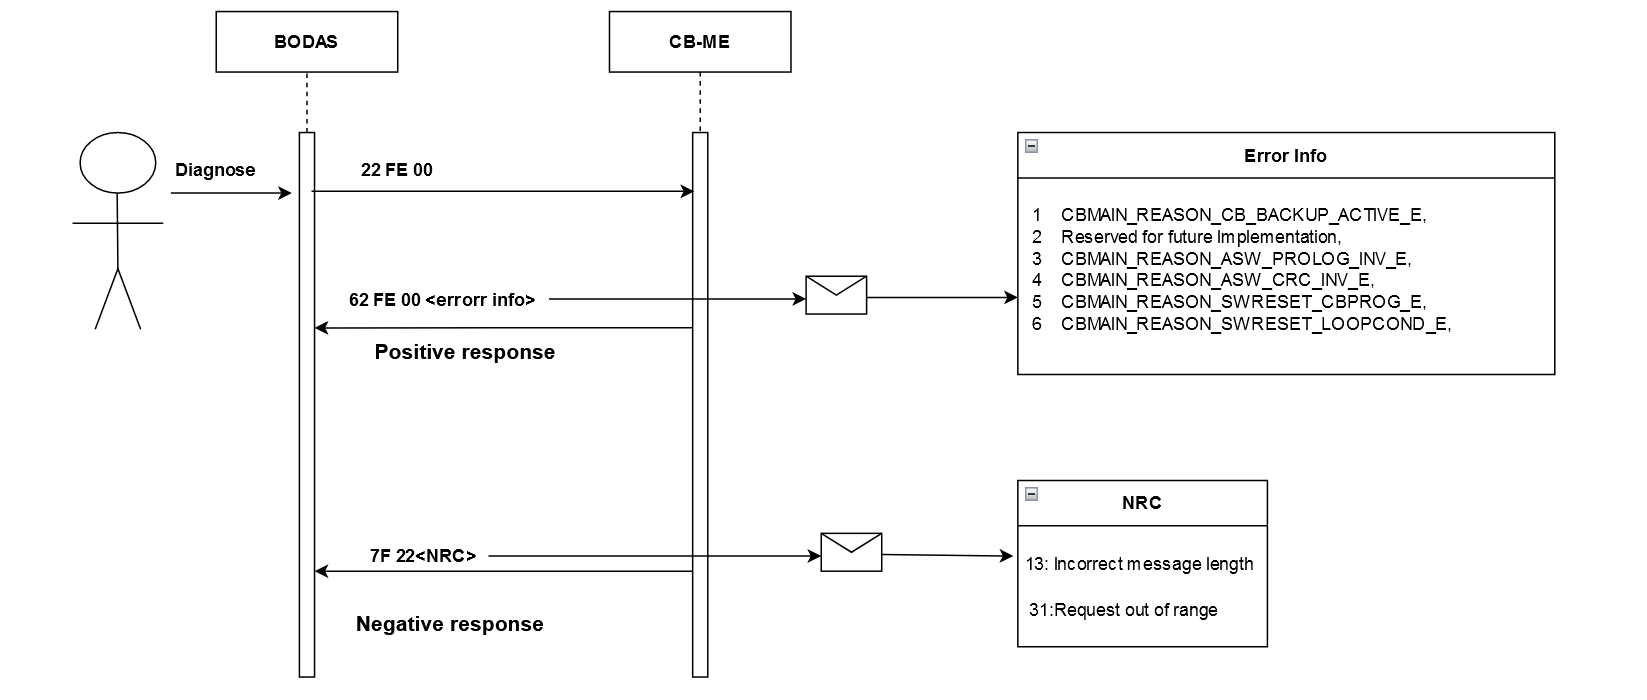 BODAS
CB-ME
Diagnose
22 FE 00
Error Info
1 CBMAIN_REASON_CB_BACKUP_ACTIVE_E,
2 Reserved for future Implementation,
3 CBMAIN_REASON_ASW_PROLOG_INV_E,
4 CBMAIN_REASON_ASW_CRC_INV_E,
5 CBMAIN_REASON_SWRESET_CBPROG_E,
6 CBMAIN_REASON_SWRESET_LOOPCOND_E,
62 FE 00 <errorr info>
Positive response
NRC
13: Incorrect message length
31:Request out of range
7F 22<NRC>
Negative response